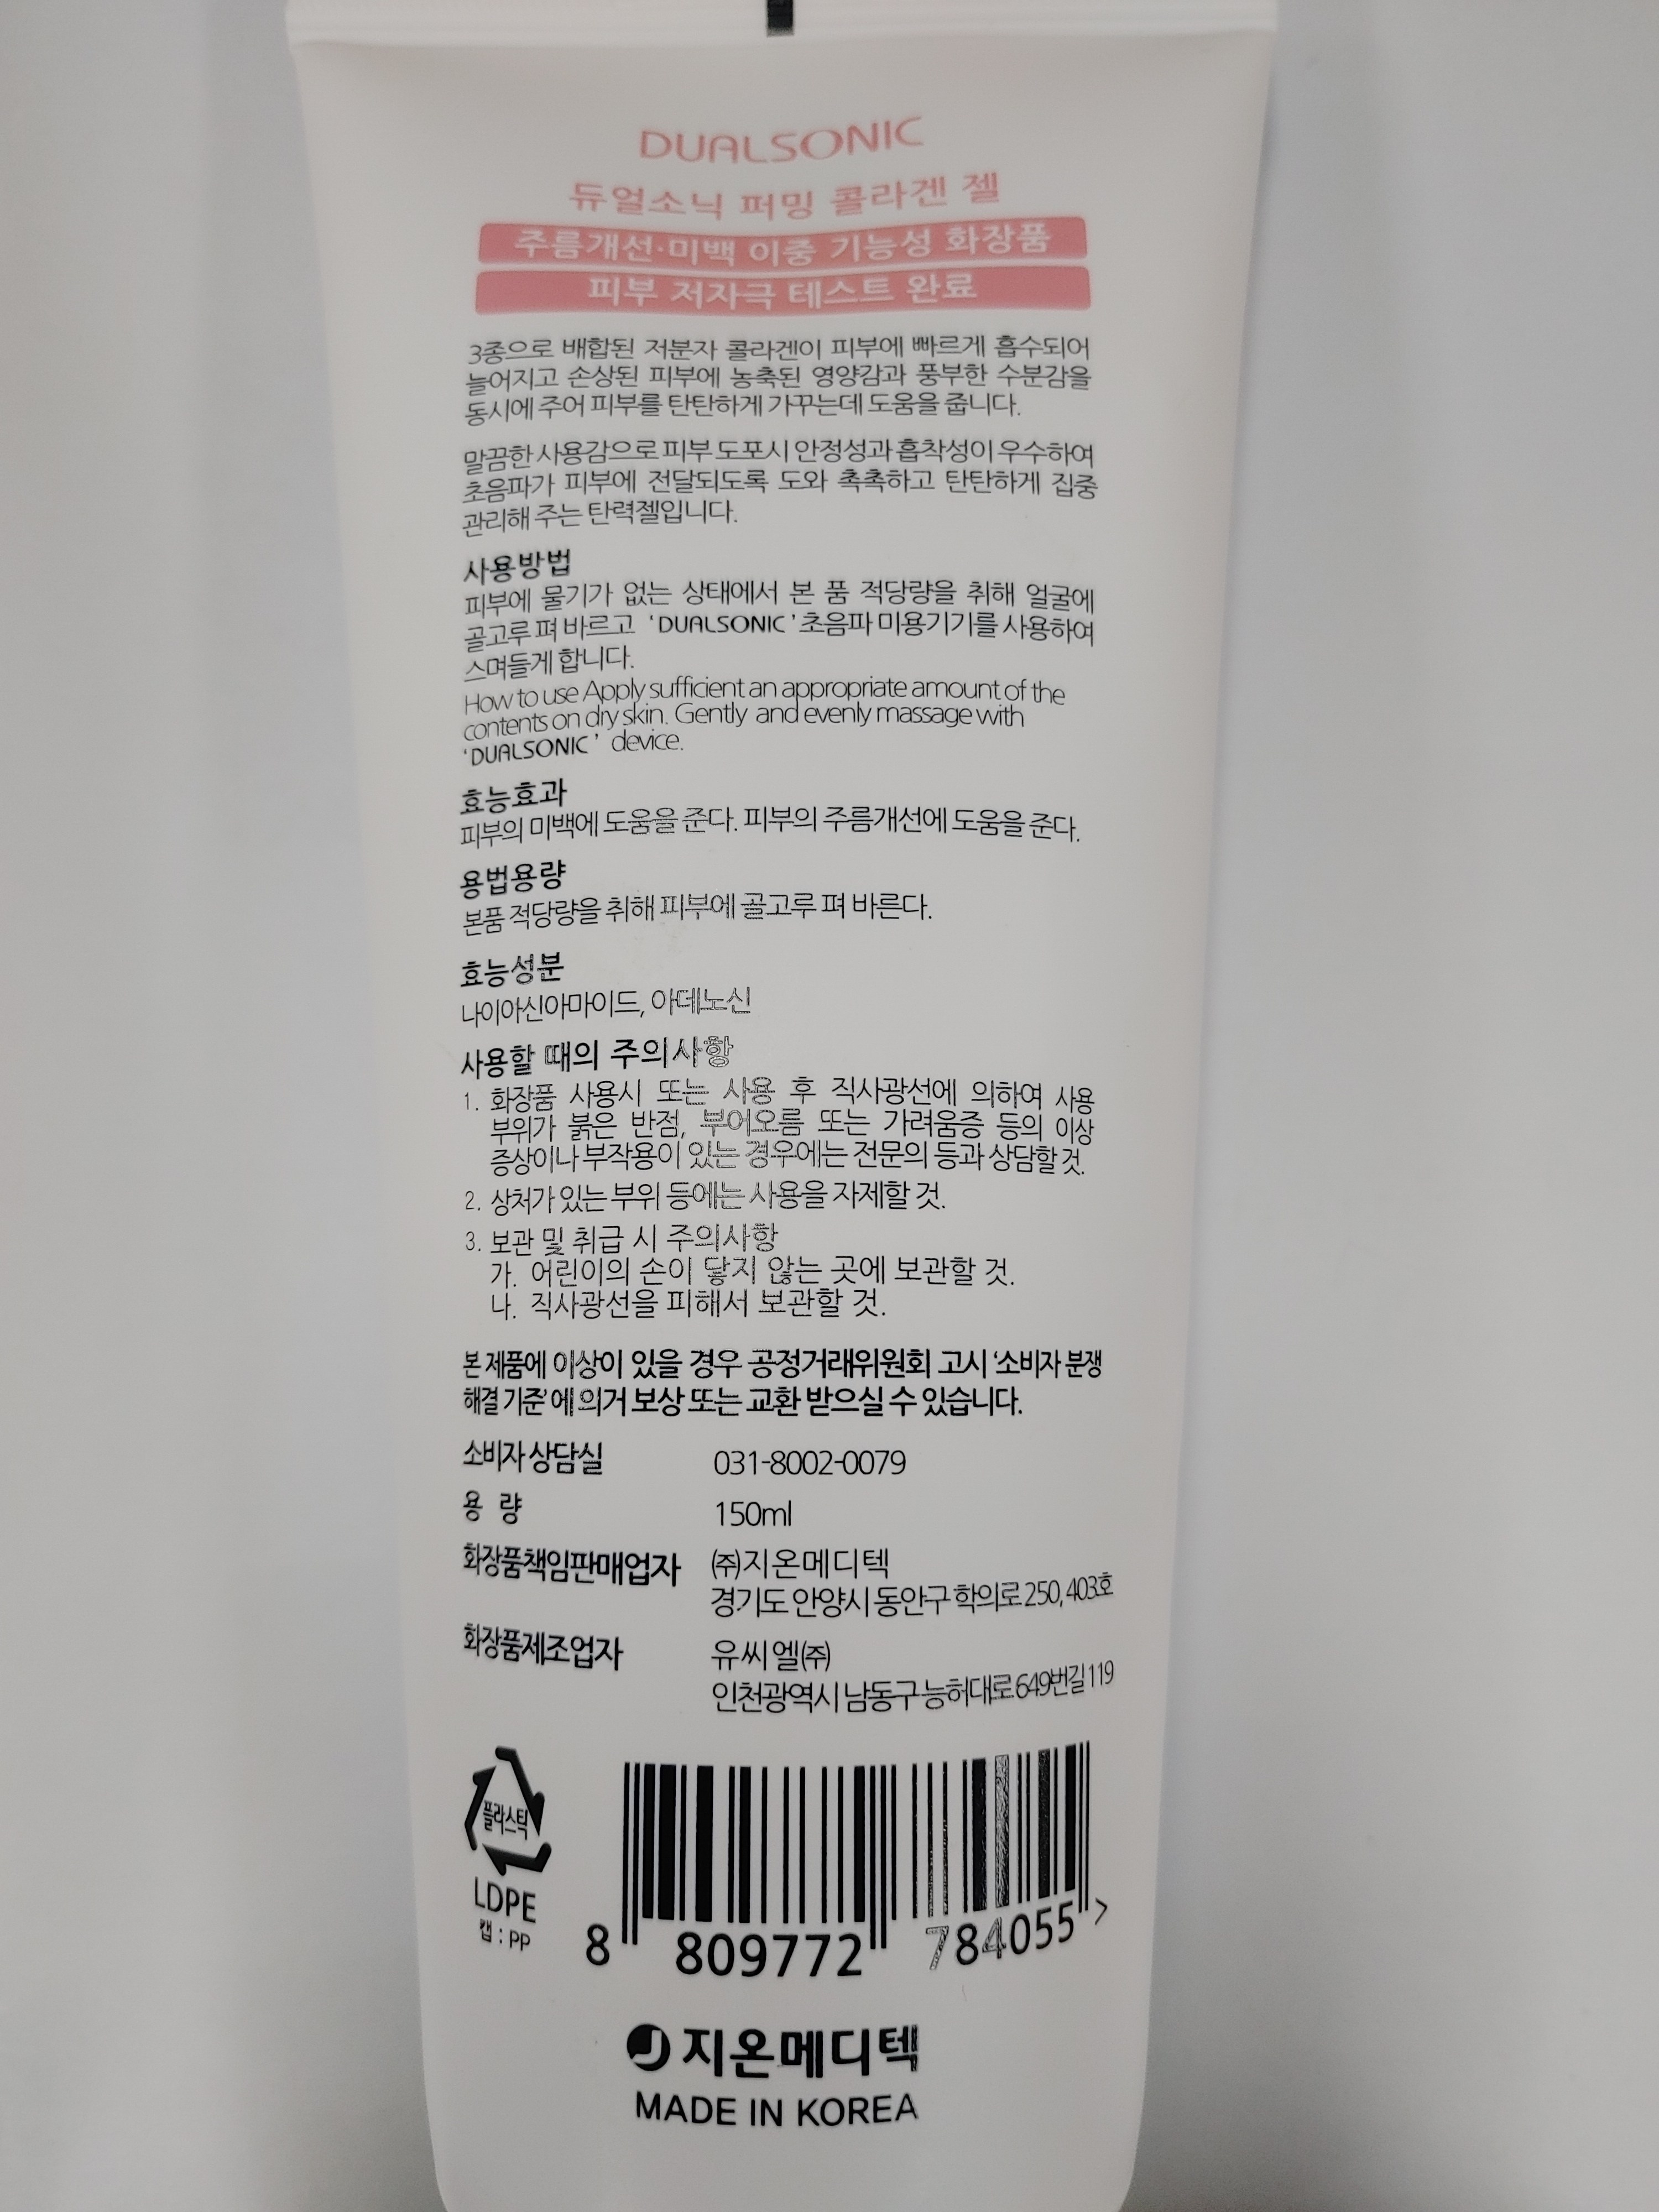 DUALSONIC
듀얼소닉 퍼밍 콜라겐 젤
주름개선·미백 이중 기능성 화장품
피부 저자극 테스트 완료
3종으로 배합된 저분자 콜라겐이 피부에 빠르게 흡수되어
늘어지고 손상된 피부에 농축된 영양감과 풍부한 수분감을
동시에 주어 피부를 탄탄하게 가꾸는데 도움을 줍니다.
말끔한 사용감으로 피부 도포시 안정성과 흡착성이 우수하여
초음파가 피부에 전달되도록 도와 촉촉하고 탄탄하게 집중
관리해 주는 탄력젤입니다.
사용방법
피부에 물기가 없는 상태에서 본 품 적당량을 취해 얼굴에
골고루 펴 바르고 'DUALSONIC' 초음파 미용기기를 사용하여
스며들게 합니다.
How to use Apply sufficient an appropriate amount of the
contents on dry skin. Gently and evenly massage with
'DUALSONIC' device.
효능효과
피부의 미백에 도움을 준다. 피부의 주름개선에 도움을 준다.
용법용량
본품 적당량을 취해 피부에 골고루 펴 바른다.
효능성분
나이아신아마이드, 아데노신
사용할 때의 주의사항
1. 화장품 사용시 또는 사용 후 직사광선에 의하여 사용
부위가 붉은 반점, 부어오름 또는 가려움증 등의 이상
증상이나 부작용이 있는 경우에는 전문의 등과 상담할 것.
2. 상처가 있는 부위 등에는 사용을 자제할 것.
3. 보관 및 취급 시 주의사항
가. 어린이의 손이 닿지 않는 곳에 보관할 것.
나. 직사광선을 피해서 보관할 것.
본 제품에 이상이 있을 경우 공정거래위원회 고시 '소비자 분쟁
해결 기준'에 의거 보상 또는 교환 받으실 수 있습니다.
소비자 상담실 031-8002-0079
용 량 150ml
화장품책임판매업자 ㈜지온메디텍
경기도 안양시 동안구 학의로 250, 403호
화장품제조업자 유씨엘㈜
인천광역시 남동구 능허대로 649번길 119
플라스틱
LDPE
캡 : PP
8 809772 784055 >
지온메디텍
MADE IN KOREA